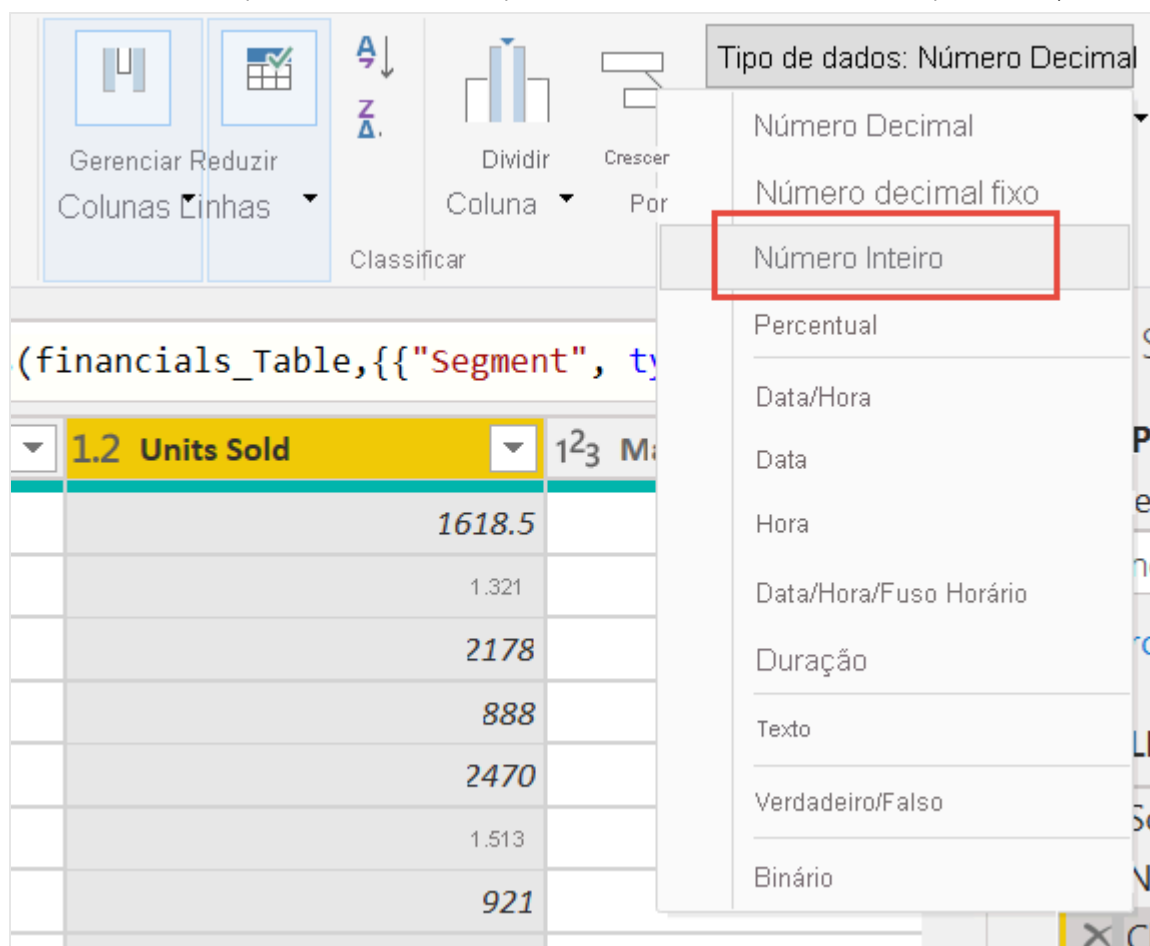 Tipo de dados: Número Decimal
Gerenciar Reduzir
Colunas Linhas
A
Z
Z
A
Classificar
Dividir
Coluna
Crescer
Por
Número Decimal
Número decimal fixo
Número Inteiro
Percentual
Data/Hora
Data
Hora
Data/Hora/Fuso Horário
Duração
Texto
Verdadeiro/Falso
Binário
(financials_Table,{{"Segment", ty
1.2 Units Sold
123 Ma
1618.5
1.321
2178
888
2470
1.513
921